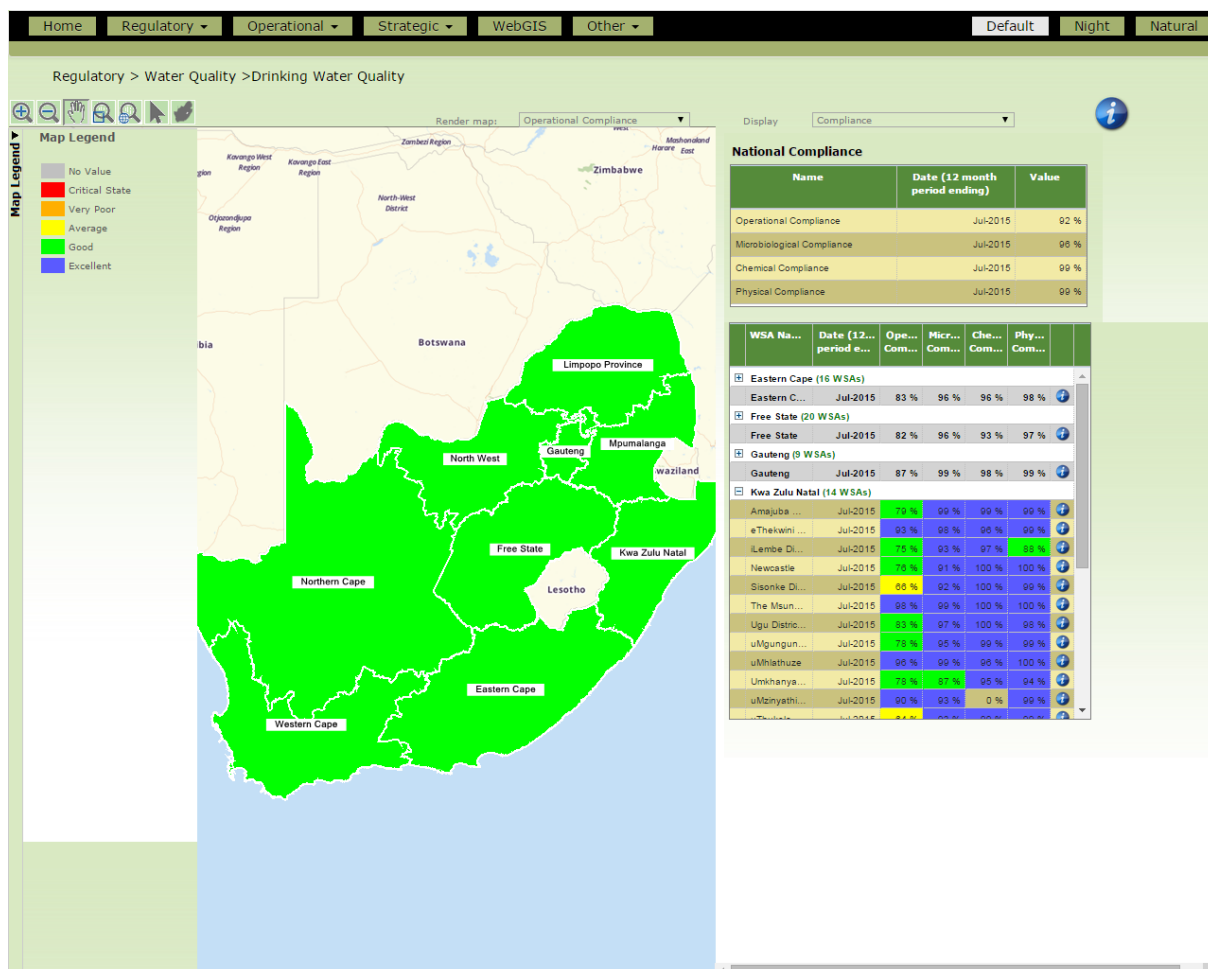 Home Regulatory Operational Strategic WebGIS Other Default Night Natural
Regulatory > Water Quality >Drinking Water Quality
Render map: Operational Compliance
Display Compliance
Map Legend
Map Legend
No Value
Critical State
Very Poor
Average
Good
Excellent
Zambezi Region
Mashonaland
Harare East
Kavango West
Region
Kavango East
Region
Zimbabwe
North-West
District
Otjozondjupa
Region
Botswana
Limpopo Province
Mpumalanga
Gauteng
North West
waziland
Free State
Kwa Zulu Natal
Northern Cape
Lesotho
Eastern Cape
Western Cape
National Compliance
Name Date (12 month period ending) Value
Operational Compliance Jul-2015 92 %
Microbiological Compliance Jul-2015 96 %
Chemical Compliance Jul-2015 99 %
Physical Compliance Jul-2015 99 %
WSA Na... Date (12... Ope... Micr... Che... Phy...
period e... Com... Com... Com... Com...
Eastern Cape (16 WSAs)
Eastern C... Jul-2015 83 % 96 % 96 % 98 %
Free State (20 WSAs)
Free State Jul-2015 82 % 96 % 93 % 97 %
Gauteng (9 WSAs)
Gauteng Jul-2015 87 % 99 % 98 % 99 %
Kwa Zulu Natal (14 WSAs)
Amajuba ... Jul-2015 79 % 99 % 99 % 99 %
eThekwini ... Jul-2015 93 % 98 % 96 % 99 %
iLembe Di... Jul-2015 75 % 93 % 97 % 88 %
Newcastle Jul-2015 76 % 91 % 100 % 100 %
Sisonke Di... Jul-2015 66 % 92 % 100 % 99 %
The Msun... Jul-2015 98 % 99 % 100 % 100 %
Ugu Distric... Jul-2015 83 % 97 % 100 % 98 %
uMgungun... Jul-2015 78 % 95 % 99 % 99 %
uMhlathuze Jul-2015 96 % 99 % 96 % 100 %
Umkhanya... Jul-2015 78 % 87 % 95 % 94 %
uMzinyathi... Jul-2015 90 % 93 % 0 % 99 %